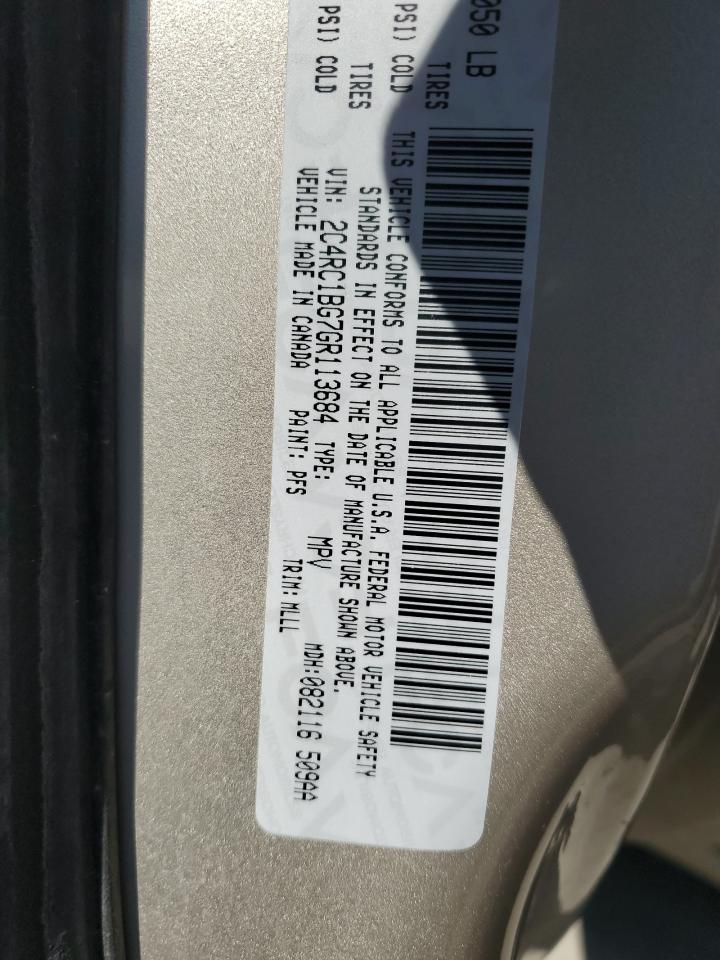 050 LB
TIRES
PSI) COLD
TIRES
PSI) COLD
THIS VEHICLE CONFORMS TO ALL APPLICABLE U.S.A. FEDERAL MOTOR VEHICLE SAFETY
STANDARDS IN EFFECT ON THE DATE OF MANUFACTURE SHOWN ABOVE.
VIN: 2C4RC1BG7GR113684 TYPE: MPV MDH:082116 509AA
VEHICLE MADE IN CANADA PAINT: PFS TRIM: MLLL